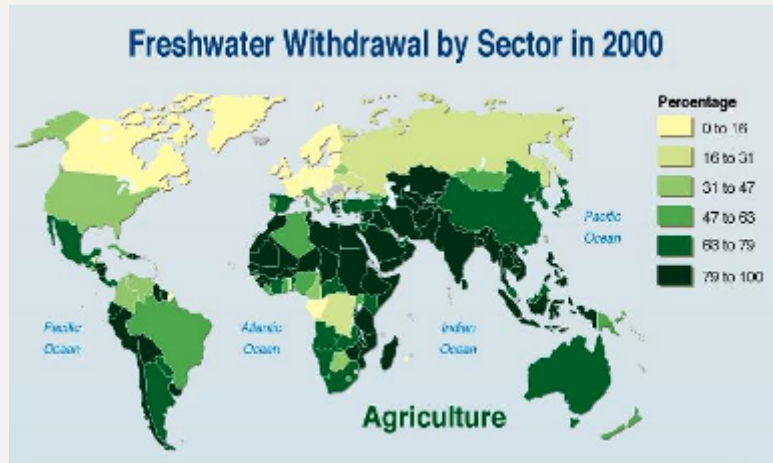 Freshwater Withdrawal by Sector in 2000
Percentage
0 to 16
16 to 31
31 to 47
47 to 63
63 to 79
79 to 100
Pacific
Ocean
Pacific
Ocean
Atlantic
Ocean
Indian
Ocean
Agriculture